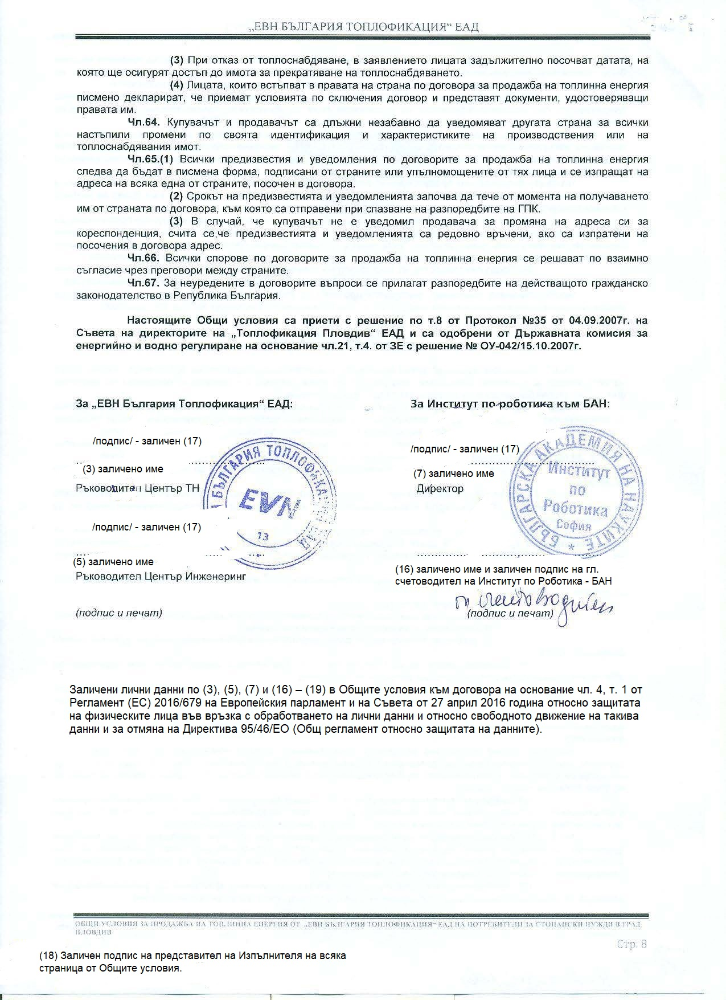 „ЕВН БЪЛГАРИЯ ТОПЛОФИКАЦИЯ“ ЕАД
(3) При отказ от топлоснабдяване, в заявлението лицата задължително посочват датата, на
която ще осигурят достъп до имота за прекратяване на топлоснабдяването.
(4) Лицата, които встъпват в правата на страна по договора за продажба на топлинна енергия
писмено декларират, че приемат условията по сключения договор и представят документи, удостоверяващи
правата им.
Чл.64. Купувачът и продавачът са длъжни незабавно да уведомяват другата страна за всички
настъпили промени по своята идентификация и характеристиките на производствения или на
топлоснабдявания имот.
Чл.65.(1) Всички предизвестия и уведомления по договорите за продажба на топлинна енергия
следва да бъдат в писмена форма, подписани от страните или упълномощените от тях лица и се изпращат на
адреса на всяка една от страните, посочен в договора.
(2) Срокът на предизвестията и уведомленията започва да тече от момента на получаването
им от страната по договора, към която са отправени при спазване на разпоредбите на ГПК.
(3) В случай, че купувачът не е уведомил продавача за промяна на адреса си за
кореспонденция, счита се,че предизвестията и уведомленията са редовно връчени, ако са изпратени на
посочения в договора адрес.
Чл.66. Всички спорове по договорите за продажба на топлинна енергия се решават по взаимно
съгласие чрез преговори между страните.
Чл.67. За неуредените в договорите въпроси се прилагат разпоредбите на действащото гражданско
законодателство в Република България.
Настоящите Общи условия са приети с решение по т.8 от Протокол №35 от 04.09.2007г. на
Съвета на директорите на „Топлофикация Пловдив“ ЕАД и са одобрени от Държавната комисия за
енергийно и водно регулиране на основание чл.21, т.4. от ЗЕ с решение № ОУ-042/15.10.2007г.
За „ЕВН България Топлофикация“ ЕАД:
За Институт по роботика към БАН:
/подпис/ - заличен (17)
(3) заличено име
Ръководител Център ТН
БЪЛГАРИЯ ТОПЛОФИКА
EVN
13
/подпис/ - заличен (17)
(5) заличено име
Ръководител Център Инженеринг
(подпис и печат)
/подпис/ - заличен (17)
(7) заличено име
Директор
БЪЛГАРСКА АКАДЕМИЯ НА НАУКИТЕ *
Институт
по
Роботика
София
(16) заличено име и заличен подпис на гл.
счетоводител на Институт по Роботика - БАН
гл счетоводител
(подпис и печат)
Заличени лични данни по (3), (5), (7) и (16) – (19) в Общите условия към договора на основание чл. 4, т. 1 от
Регламент (ЕС) 2016/679 на Европейския парламент и на Съвета от 27 април 2016 година относно защитата
на физическите лица във връзка с обработването на лични данни и относно свободното движение на такива
данни и за отмяна на Директива 95/46/ЕО (Общ регламент относно защитата на данните).
ОБЩИ УСЛОВИЯ ЗА ПРОДАЖБА НА ТОПЛИННА ЕНЕРГИЯ ОТ „ЕВН БЪЛГАРИЯ ТОПЛОФИКАЦИЯ“ ЕАД НА ПОТРЕБИТЕЛИ ЗА СТОПАНСКИ НУЖДИ В ГРАД
ПЛОВДИВ
Стр. 8
(18) Заличен подпис на представител на Изпълнителя на всяка
страница от Общите условия.